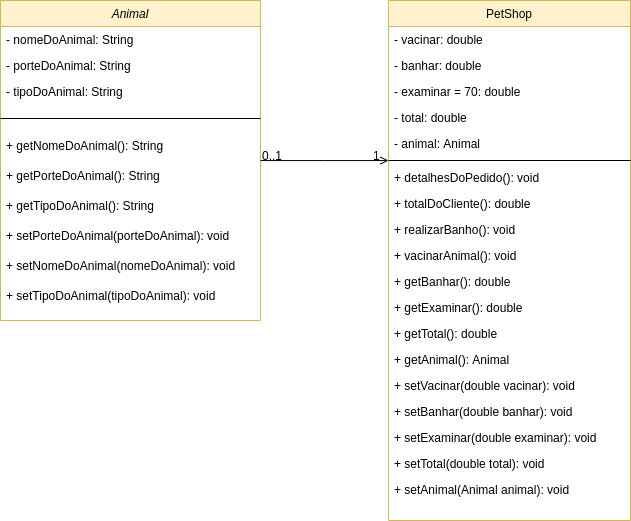 Animal
- nomeDoAnimal: String
- porteDoAnimal: String
- tipoDoAnimal: String
+ getNomeDoAnimal(): String
+ getPorteDoAnimal(): String
+ getTipoDoAnimal(): String
+ setPorteDoAnimal(porteDoAnimal): void
+ setNomeDoAnimal(nomeDoAnimal): void
+ setTipoDoAnimal(tipoDoAnimal): void
0..1
1
PetShop
- vacinar: double
- banhar: double
- examinar = 70: double
- total: double
- animal: Animal
+ detalhesDoPedido(): void
+ totalDoCliente(): double
+ realizarBanho(): void
+ vacinarAnimal(): void
+ getBanhar(): double
+ getExaminar(): double
+ getTotal(): double
+ getAnimal(): Animal
+ setVacinar(double vacinar): void
+ setBanhar(double banhar): void
+ setExaminar(double examinar): void
+ setTotal(double total): void
+ setAnimal(Animal animal): void